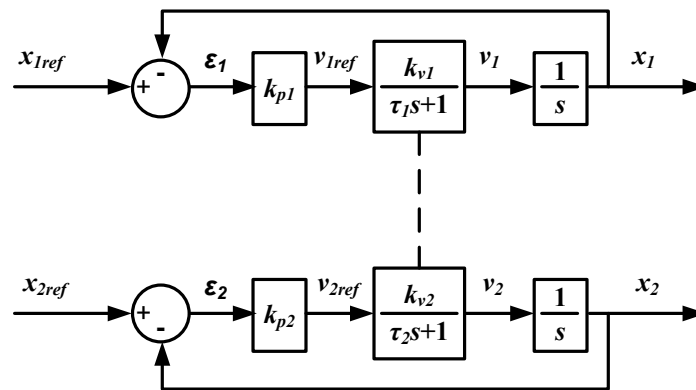 x1ref
-
+
ε1
kp1
v1ref
kv1
τ1s+1
v1
1
s
x1
x2ref
+
-
ε2
kp2
v2ref
kv2
τ2s+1
v2
1
s
x2